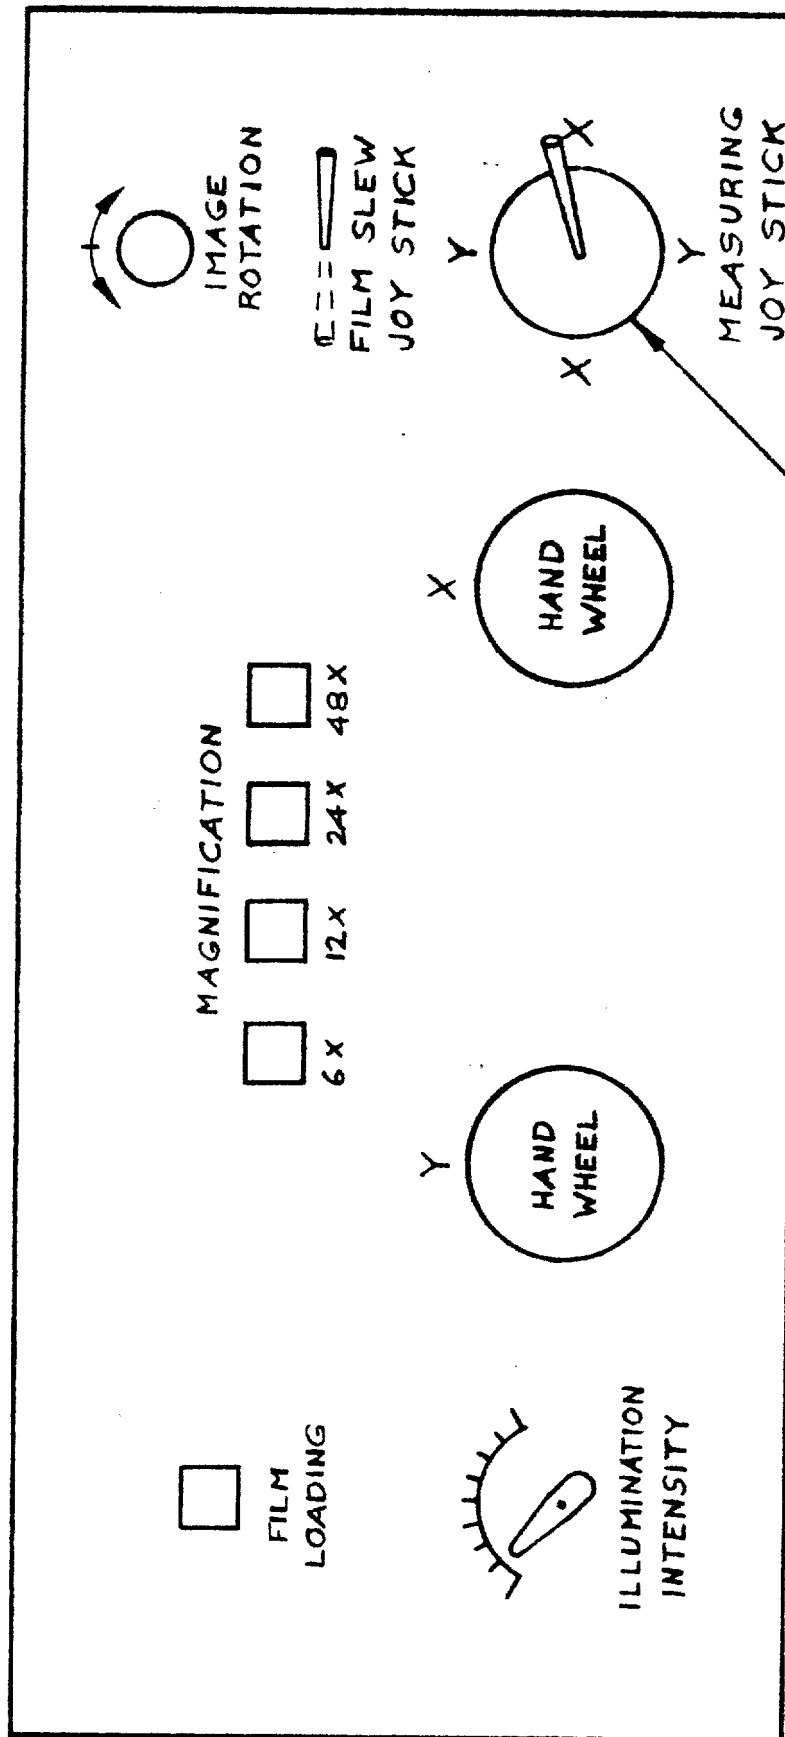 FILM
LOADING
MAGNIFICATION
6X
12X
24X
48X
IMAGE
ROTATION
FILM SLEW
JOY STICK
Y
HAND
WHEEL
X
HAND
WHEEL
Y
X
X
Y
MEASURING
JOY STICK
ILLUMINATION
INTENSITY